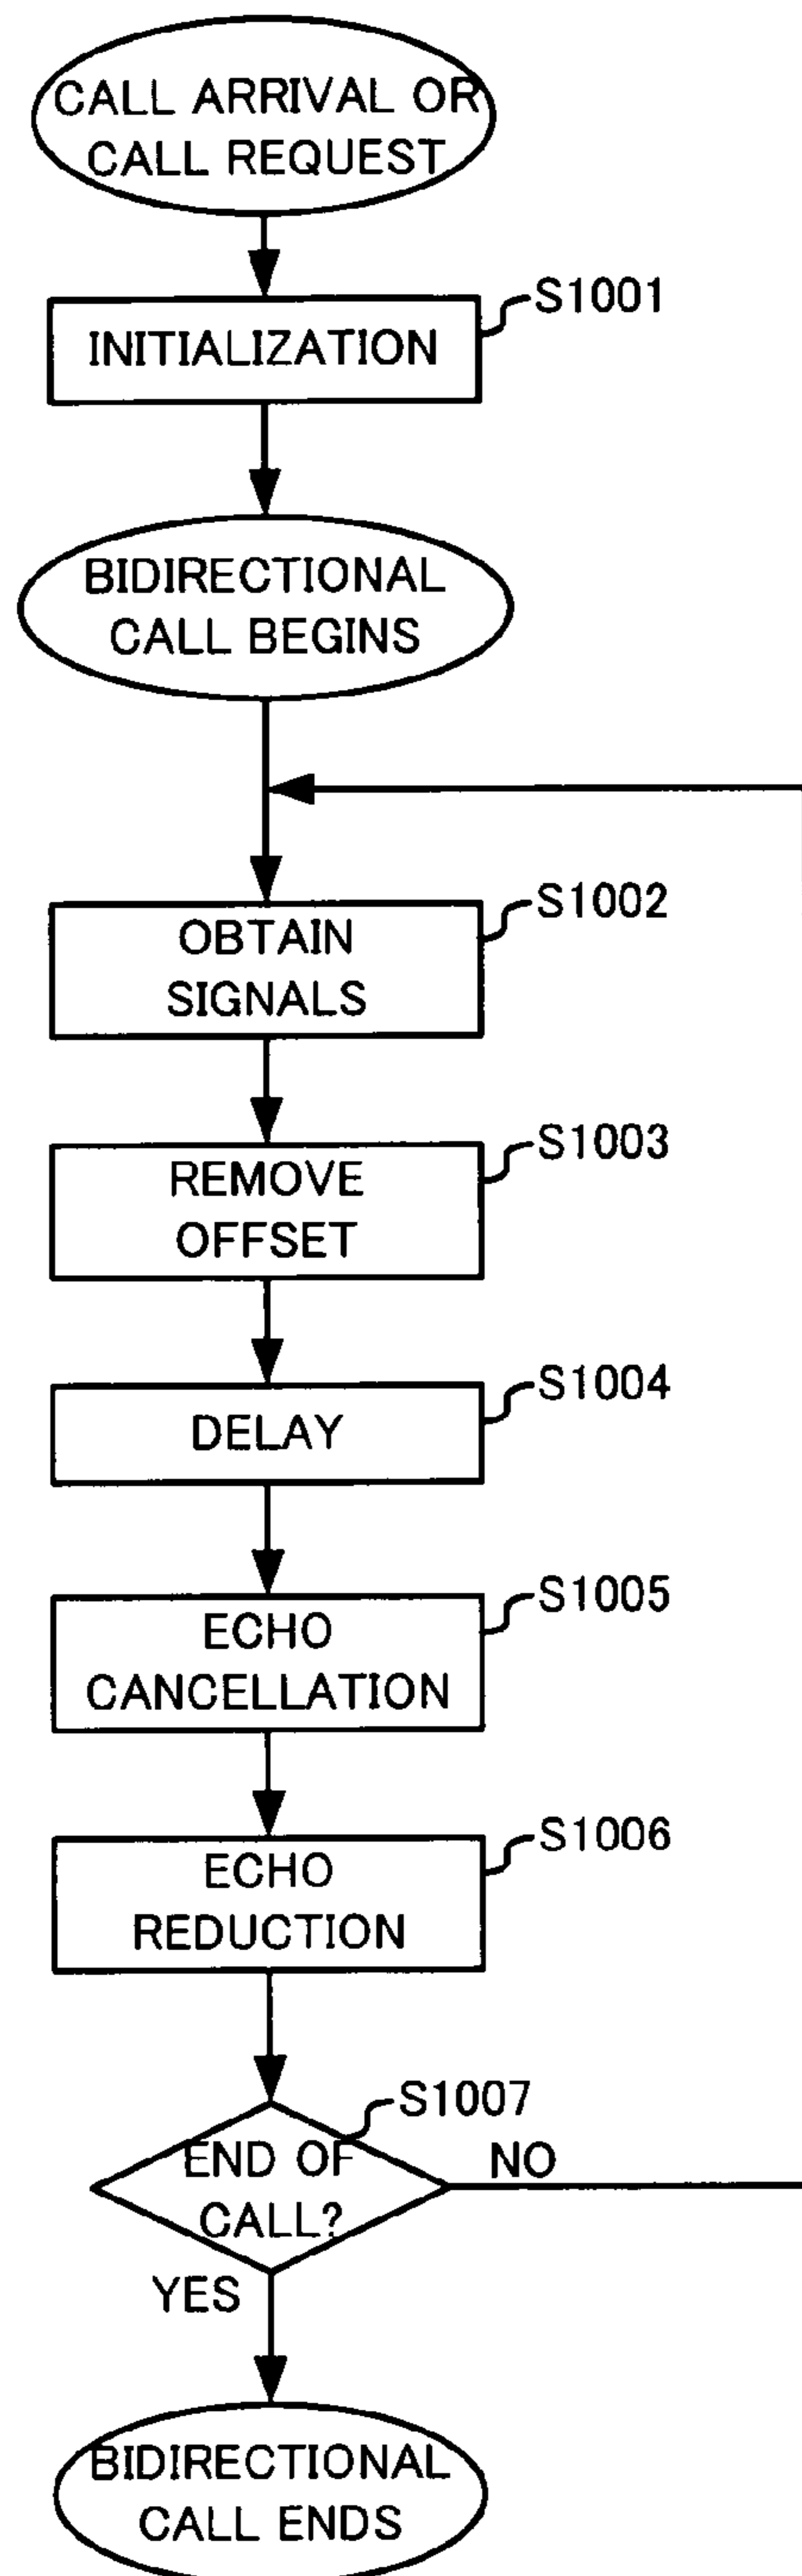 CALL ARRIVAL OR
CALL REQUEST
S1001
INITIALIZATION
BIDIRECTIONAL
CALL BEGINS
S1002
OBTAIN
SIGNALS
S1003
REMOVE
OFFSET
S1004
DELAY
S1005
ECHO
CANCELLATION
S1006
ECHO
REDUCTION
S1007
END OF
CALL?
NO
YES
BIDIRECTIONAL
CALL ENDS